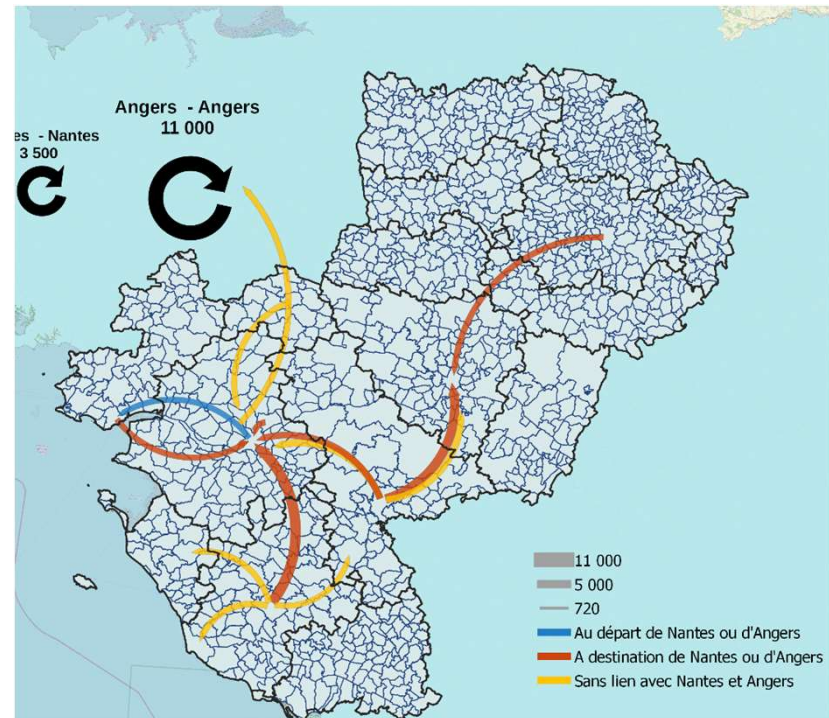 Angers - Angers
11 000
es - Nantes
3 500
11 000
5 000
720
Au départ de Nantes ou d'Angers
A destination de Nantes ou d'Angers
Sans lien avec Nantes et Angers